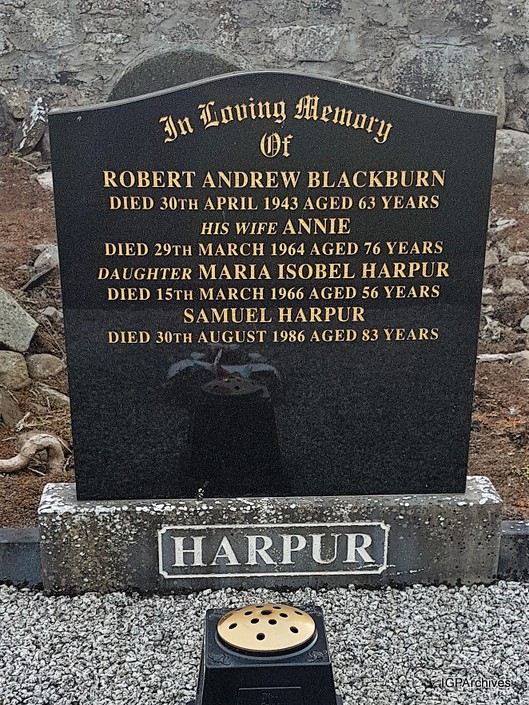 In Loving Memory
Of
ROBERT ANDREW BLACKBURN
DIED 30TH APRIL 1943 AGED 63 YEARS
HIS WIFE ANNIE
DIED 29TH MARCH 1964 AGED 76 YEARS
DAUGHTER MARIA ISOBEL HARPUR
DIED 15TH MARCH 1966 AGED 56 YEARS
SAMUEL HARPUR
DIED 30TH AUGUST 1986 AGED 83 YEARS
HARPUR
IGPArchives